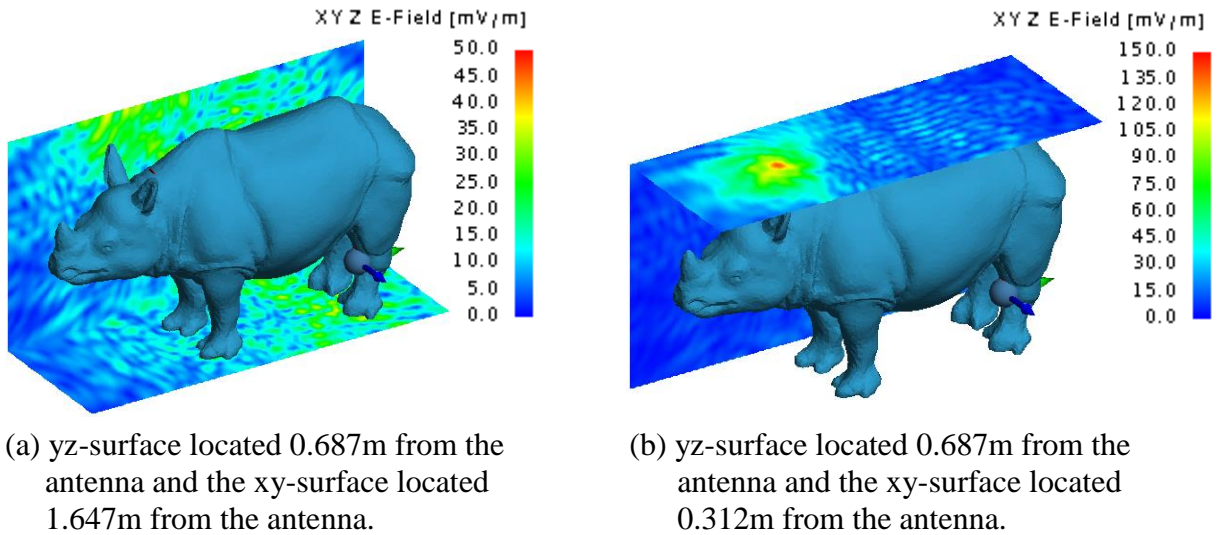 X Y Z E-Field [mV/m]
50.0
45.0
40.0
35.0
30.0
25.0
20.0
15.0
10.0
5.0
0.0
(a) yz-surface located 0.687m from the
antenna and the xy-surface located
1.647m from the antenna.
X Y Z E-Field [mV/m]
150.0
135.0
120.0
105.0
90.0
75.0
60.0
45.0
30.0
15.0
0.0
(b) yz-surface located 0.687m from the
antenna and the xy-surface located
0.312m from the antenna.